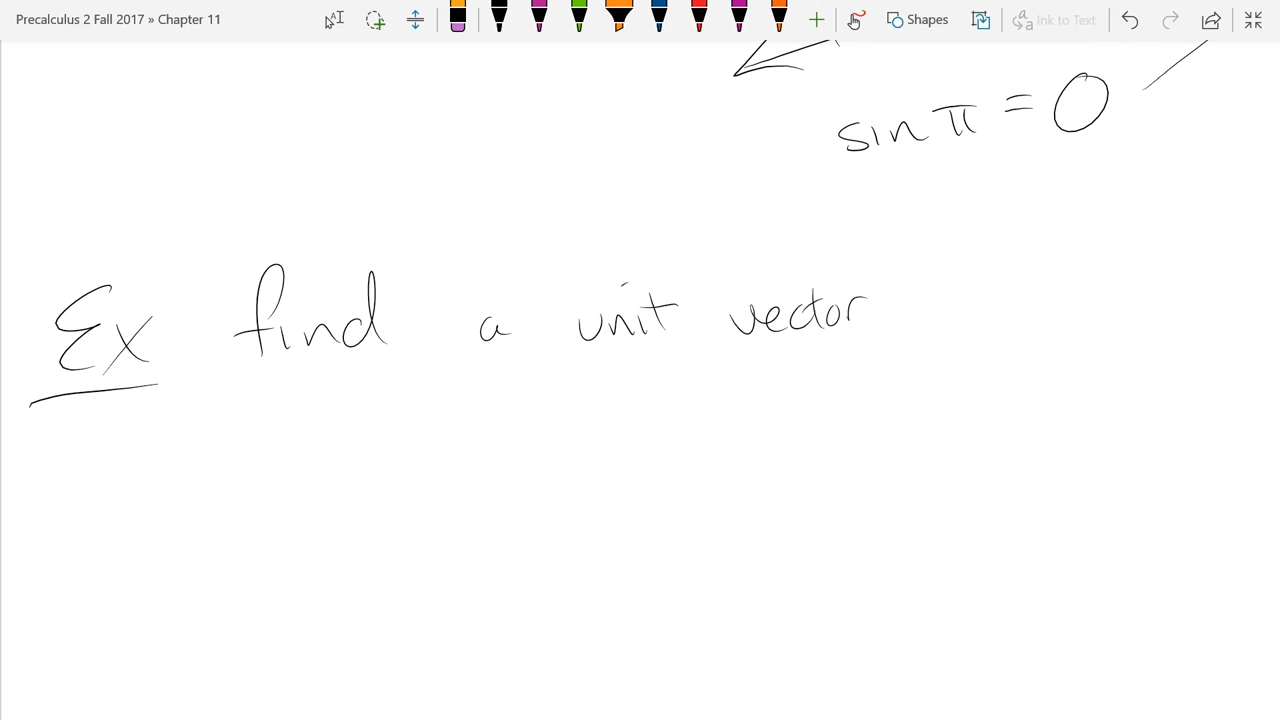 Precalculus 2 Fall 2017 » Chapter 11
Shapes
Ink to Text
sin π = 0
Ex find a unit vector